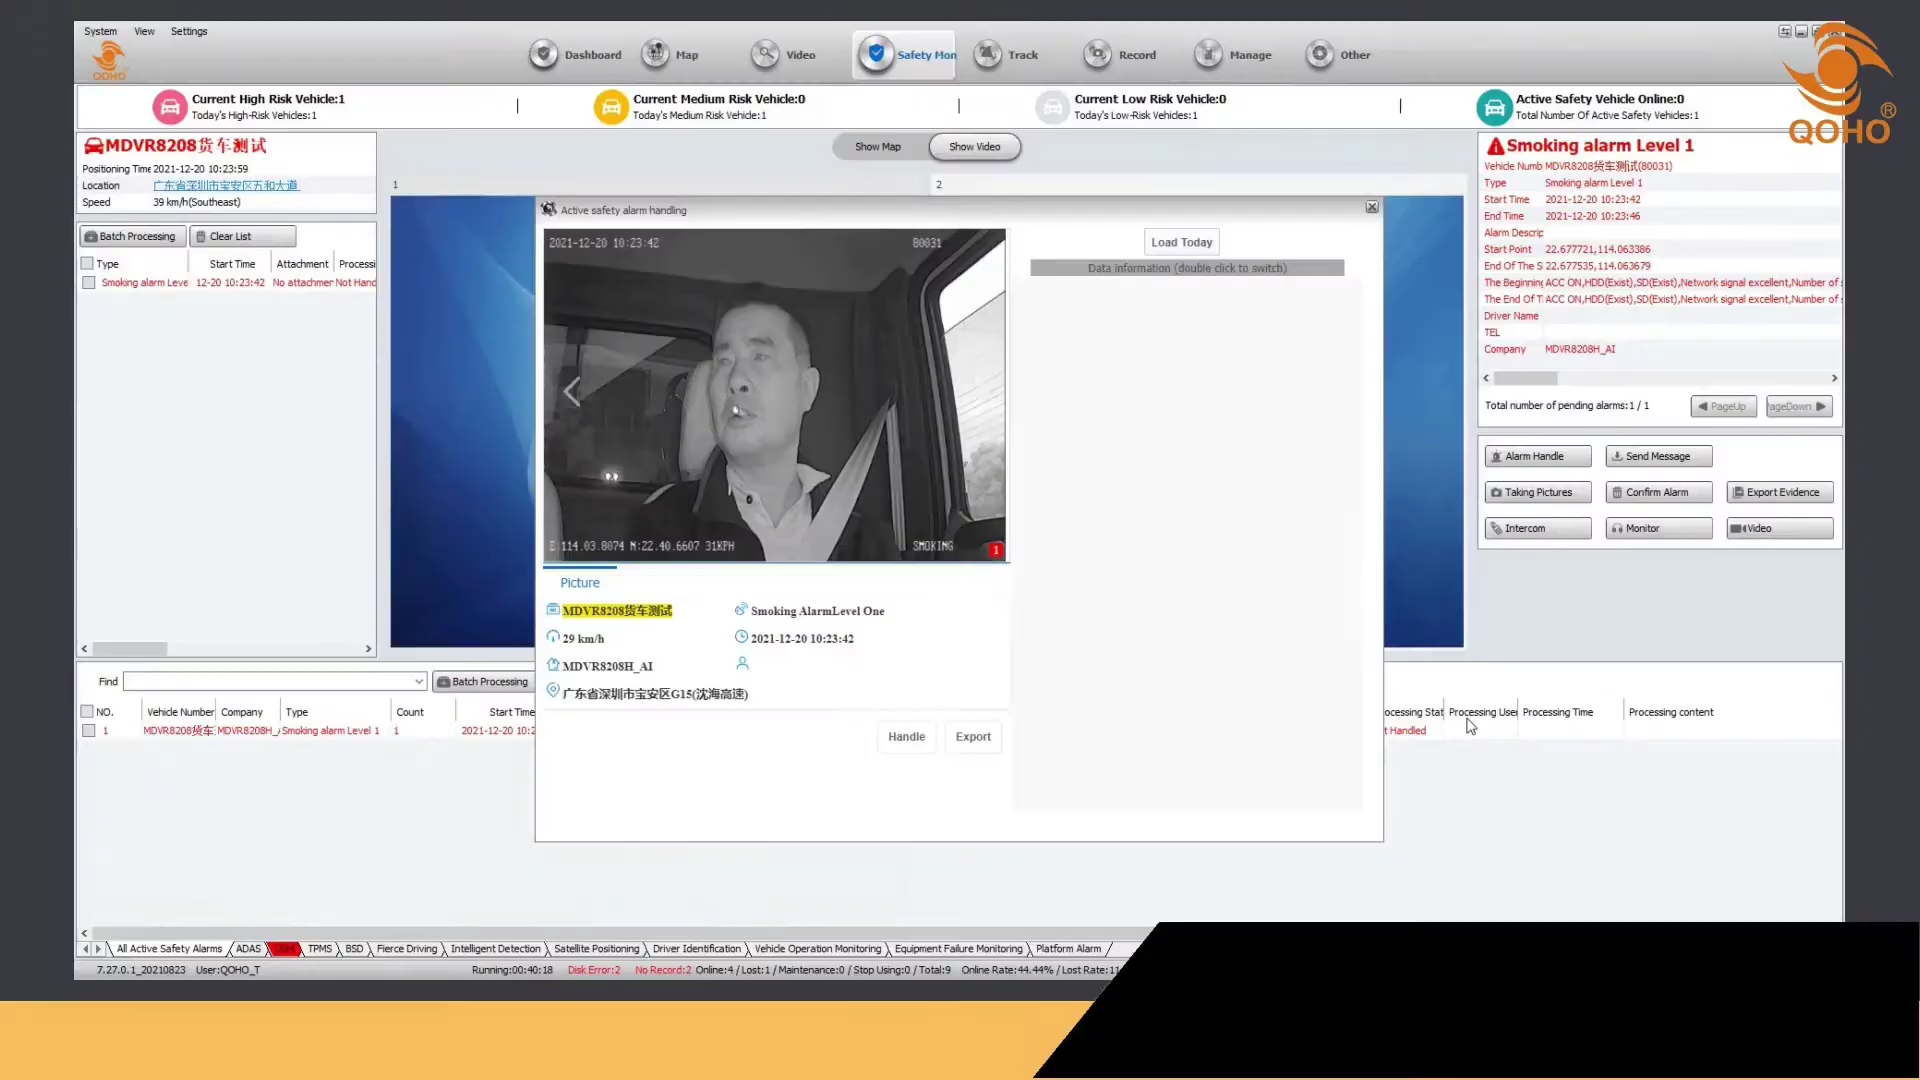 System View Settings
QOHO
Dashboard Map Video Safety Mon Track Record Manage Other
QOHO®
Current High Risk Vehicle:1
Today's High-Risk Vehicles:1
Current Medium Risk Vehicle:0
Today's Medium Risk Vehicle:1
Current Low Risk Vehicle:0
Today's Low-Risk Vehicles:1
Active Safety Vehicle Online:0
Total Number Of Active Safety Vehicles:1
MDVR8208货车测试
Positioning Time 2021-12-20 10:23:59
Location 广东省深圳市宝安区五和大道
Speed 39 km/h(Southeast)
Batch Processing Clear List
Type Start Time Attachment Processi
Smoking alarm Leve 12-20 10:23:42 No attachmer Not Hand
Show Map Show Video
1 2
Active safety alarm handling
2021-12-20 10:23:42 80031
E:114.03.8074 N:22.40.6607 31KPH SMOKING 1
Load Today
Data information (double click to switch)
Picture
MDVR8208货车测试 Smoking AlarmLevel One
29 km/h 2021-12-20 10:23:42
MDVR8208H_AI
广东省深圳市宝安区G15(沈海高速)
Handle Export
Smoking alarm Level 1
Vehicle Numb MDVR8208货车测试(80031)
Type Smoking alarm Level 1
Start Time 2021-12-20 10:23:42
End Time 2021-12-20 10:23:46
Alarm Descrip
Start Point 22.677721,114.063386
End Of The S 22.677535,114.063679
The Beginning ACC ON,HDD(Exist),SD(Exist),Network signal excellent,Number of
The End Of T ACC ON,HDD(Exist),SD(Exist),Network signal excellent,Number of
Driver Name
TEL
Company MDVR8208H_AI
Total number of pending alarms:1 / 1 PageUp PageDown
Alarm Handle Send Message
Taking Pictures Confirm Alarm Export Evidence
Intercom Monitor Video
Find Batch Processing
NO. Vehicle Number Company Type Count Start Time ocessing Stat Processing User Processing Time Processing content
1 MDVR8208货车 MDVR8208H_ Smoking alarm Level 1 1 2021-12-20 10:2 t Handled
All Active Safety Alarms ADAS DSM TPMS BSD Fierce Driving Intelligent Detection Satellite Positioning Driver Identification Vehicle Operation Monitoring Equipment Failure Monitoring Platform Alarm
7.27.0.1_20210823 User:QOHO_T Running:00:40:18 Disk Error:2 No Record:2 Online:4 / Lost:1 / Maintenance:0 / Stop Using:0 / Total:9 Online Rate:44.44% / Lost Rate:11